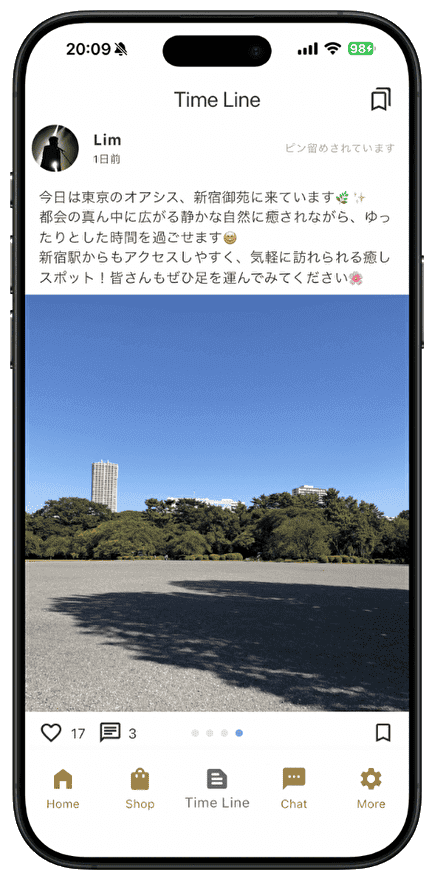 20:09
98
Time Line
Lim
1日前
ピン留めされています
今日は東京のオアシス、新宿御苑に来ています🌿✨
都会の真ん中に広がる静かな自然に癒されながら、ゆっ
たりとした時間を過ごせます😄
新宿駅からもアクセスしやすく、気軽に訪れられる癒し
スポット！皆さんもぜひ足を運んでみてください🌺
17
3
Home
Shop
Time Line
Chat
More